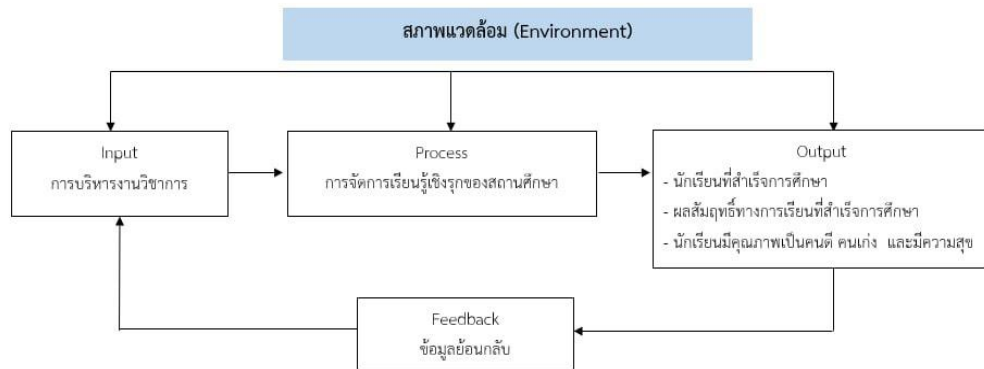 สภาพแวดล้อม (Environment)
Input
การบริหารงานวิชาการ
Process
การจัดการเรียนรู้เชิงรุกของสถานศึกษา
Output
- นักเรียนที่สำเร็จการศึกษา
- ผลสัมฤทธิ์ทางการเรียนที่สำเร็จการศึกษา
- นักเรียนมีคุณภาพเป็นคนดี คนเก่ง และมีความสุข
Feedback
ข้อมูลย้อนกลับ